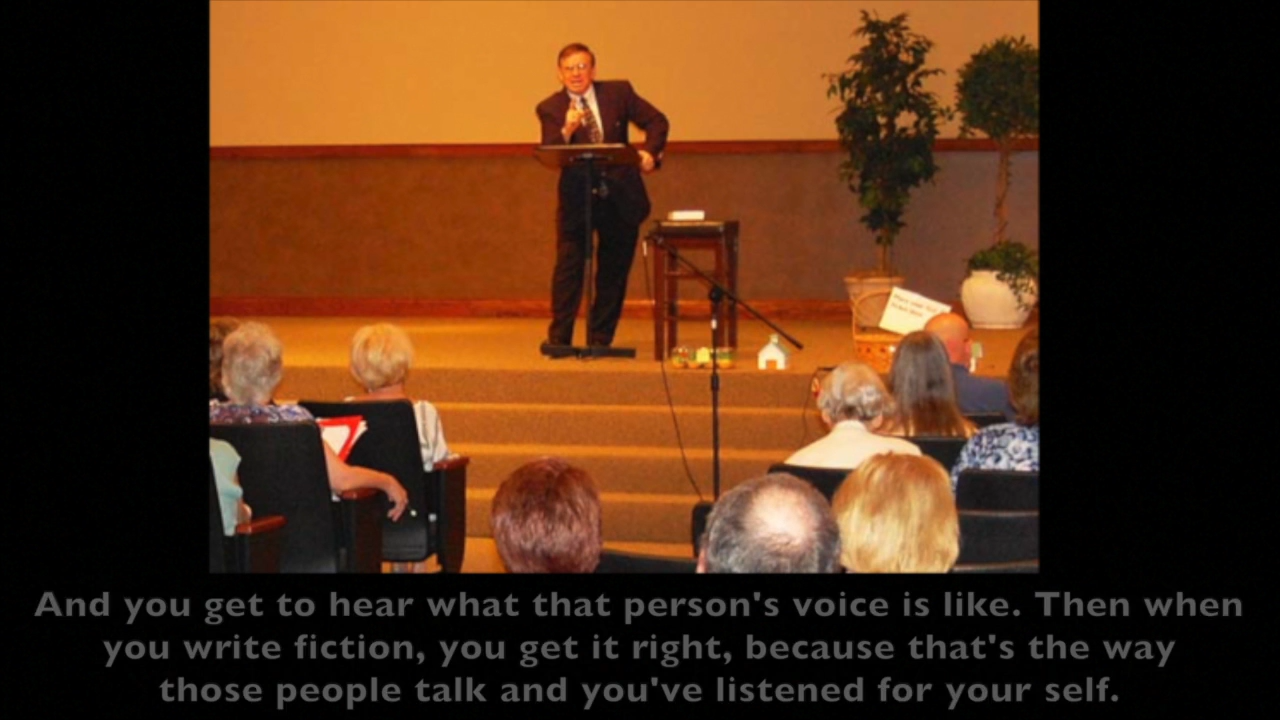 And you get to hear what that person's voice is like. Then when
you write fiction, you get it right, because that's the way
those people talk and you've listened for your self.